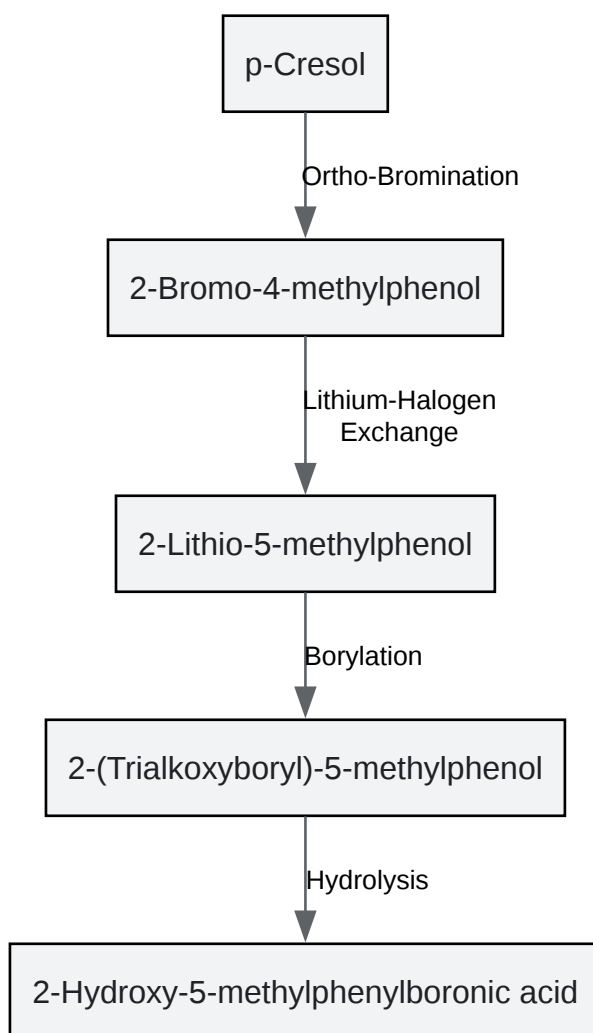 p-Cresol
Ortho-Bromination
2-Bromo-4-methylphenol
Lithium-Halogen
Exchange
2-Lithio-5-methylphenol
Borylation
2-(Trialkoxyboryl)-5-methylphenol
Hydrolysis
2-Hydroxy-5-methylphenylboronic acid